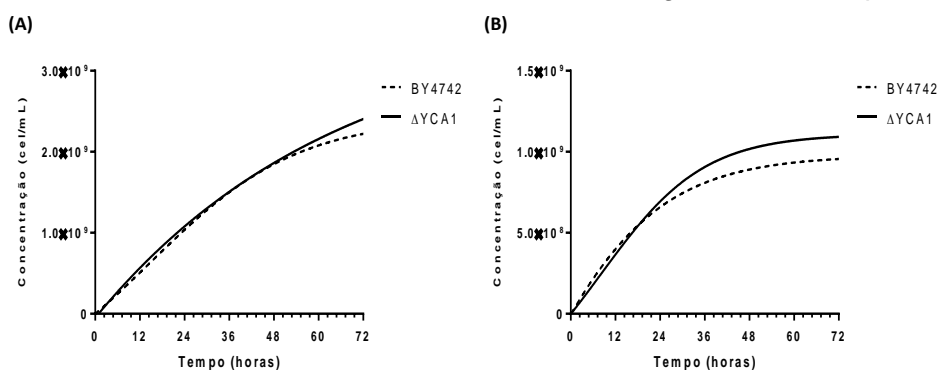 (A)
3.0✖10⁹
2.0✖10⁹
1.0✖10⁹
0
Concentração (cel/mL)
0 12 24 36 48 60 72
Tempo (horas)
BY4742
ΔYCA1
(B)
1.5✖10⁹
1.0✖10⁹
5.0✖10⁸
0
Concentração (cel/mL)
0 12 24 36 48 60 72
Tempo (horas)
BY4742
ΔYCA1